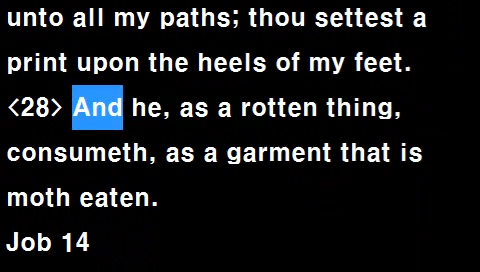 unto all my paths; thou settest a
print upon the heels of my feet.
<28> And he, as a rotten thing,
consumeth, as a garment that is
moth eaten.
Job 14